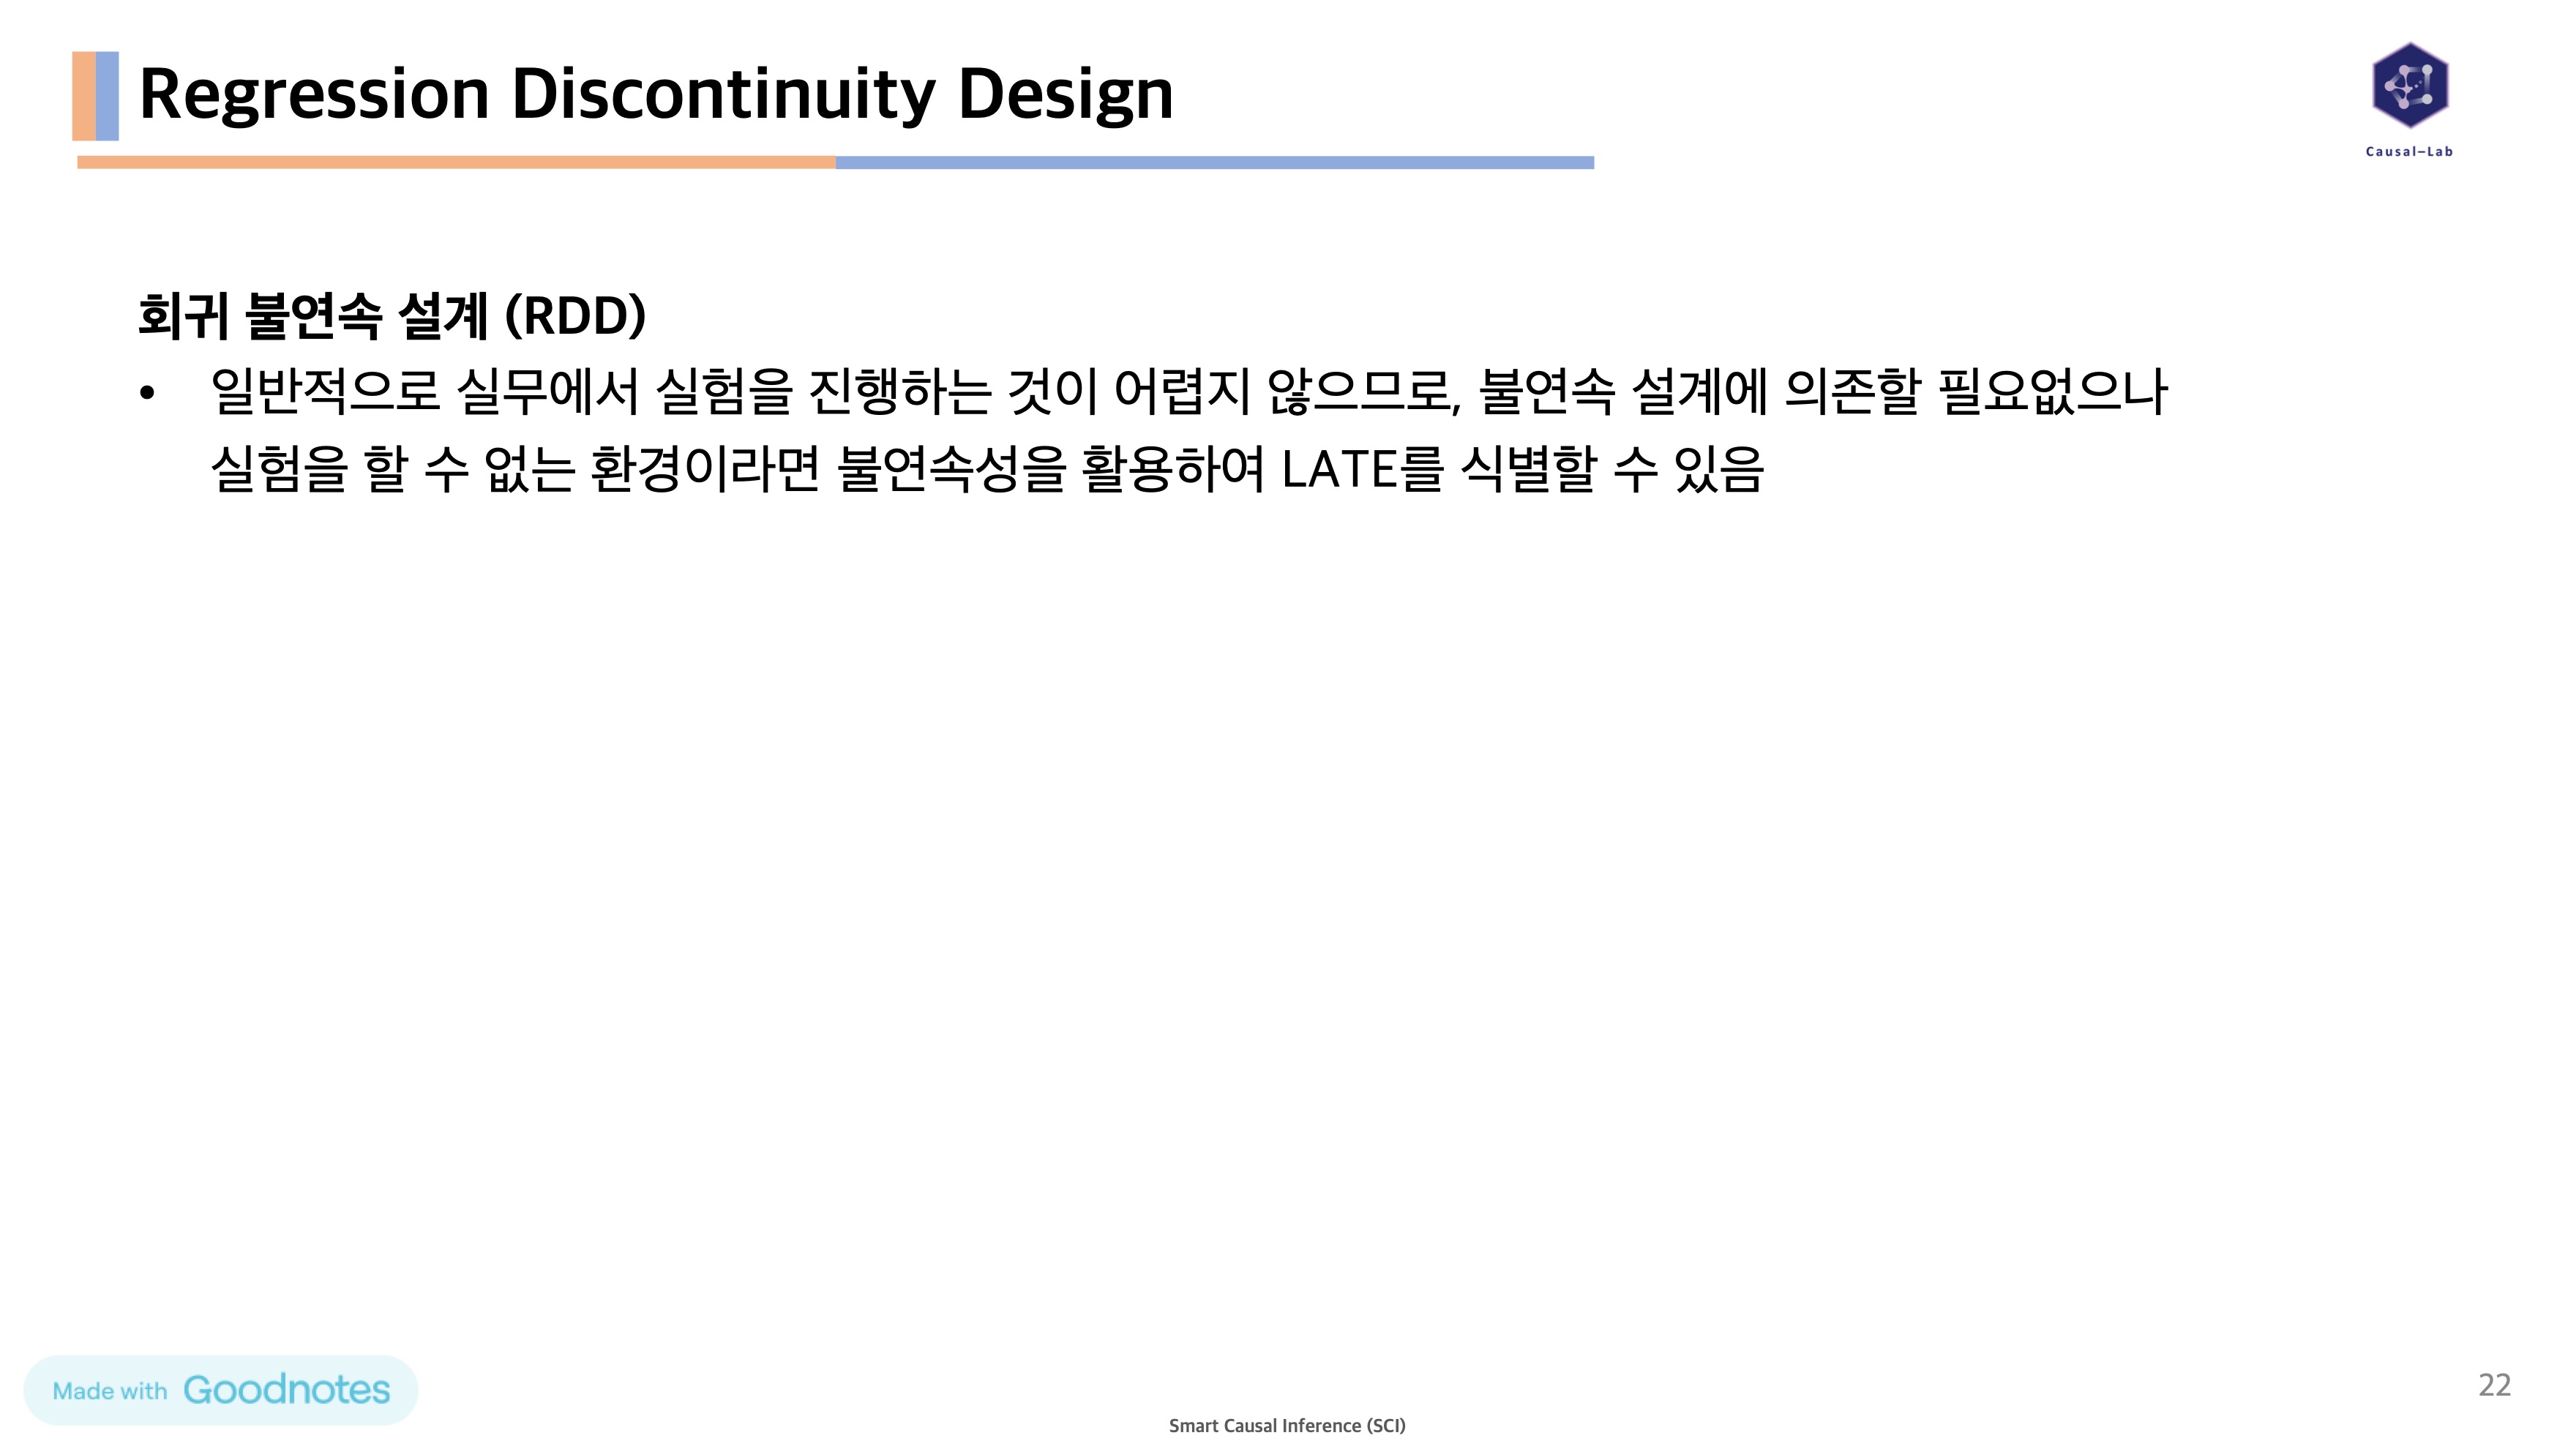 Regression Discontinuity Design
Causal-Lab
회귀 불연속 설계 (RDD)
• 일반적으로 실무에서 실험을 진행하는 것이 어렵지 않으므로, 불연속 설계에 의존할 필요없으나
실험을 할 수 없는 환경이라면 불연속성을 활용하여 LATE를 식별할 수 있음
Made with Goodnotes
22
Smart Causal Inference (SCI)